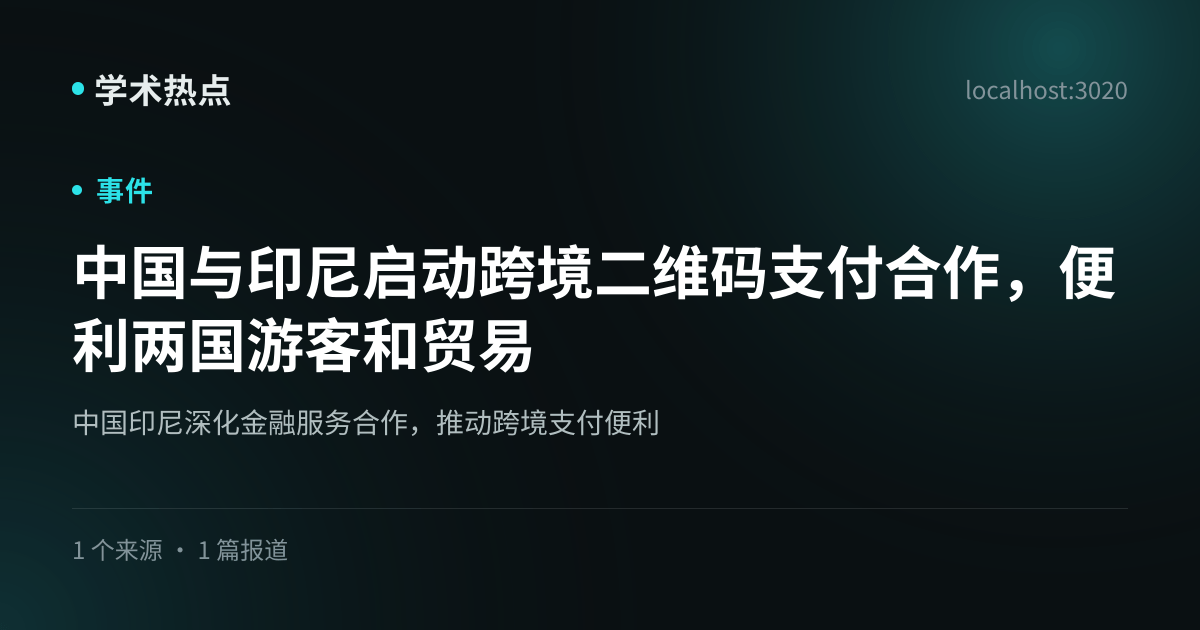 学术热点
localhost:3020
事件
中国与印尼启动跨境二维码支付合作，便
利两国游客和贸易
中国印尼深化金融服务合作，推动跨境支付便利
1 个来源 · 1 篇报道